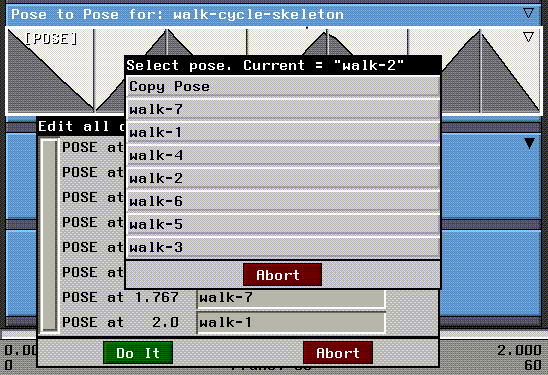 Pose to Pose for: walk-cycle-skeleton
[POSE]
Select pose. Current = "walk-2"
Copy Pose
walk-7
walk-1
walk-4
walk-2
walk-6
walk-5
walk-3
Abort
Edit all
POSE at
POSE at
POSE at
POSE at
POSE at
POSE at
POSE at 1.767 walk-7
POSE at 2.0 walk-1
Do It Abort
2.000
0 60